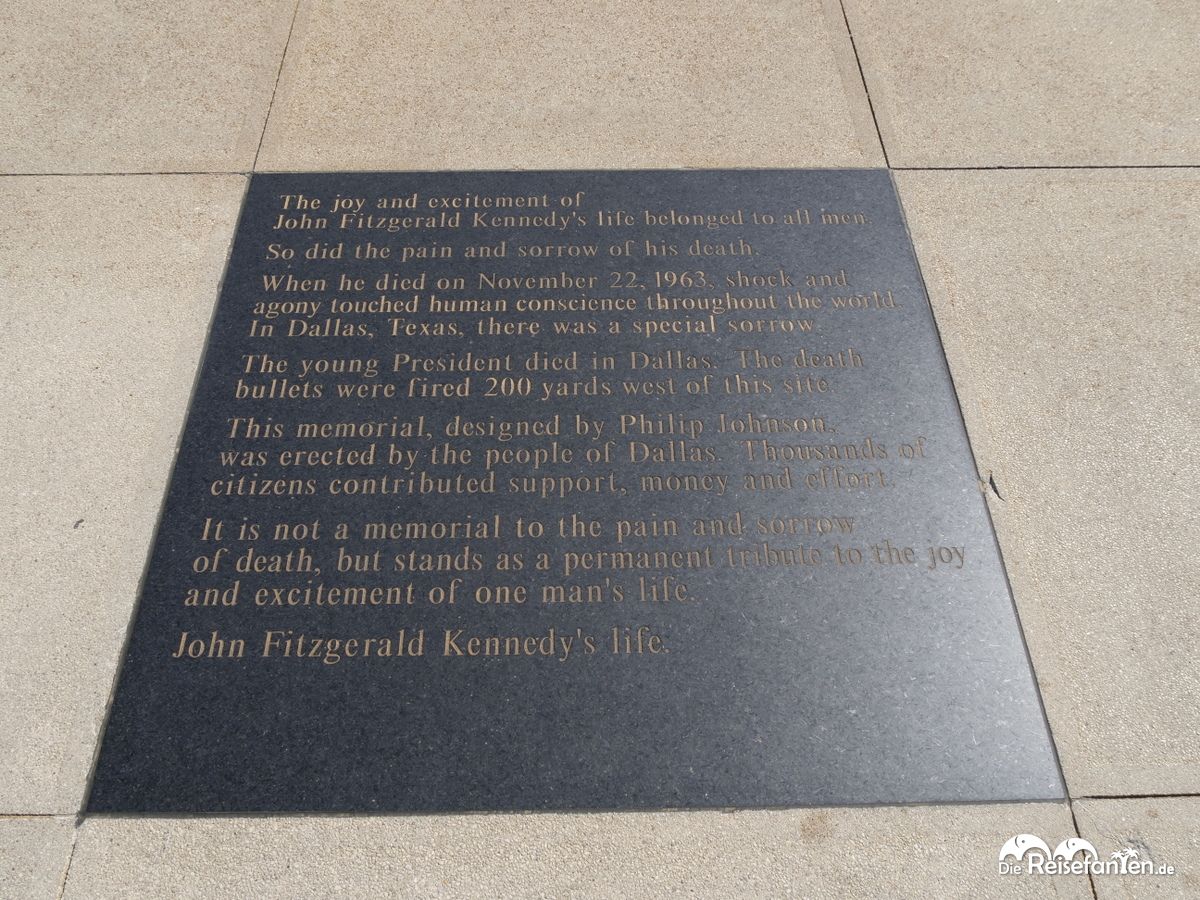 The joy and excitement of
John Fitzgerald Kennedy's life belonged to all men.
So did the pain and sorrow of his death.
When he died on November 22, 1963, shock and
agony touched human conscience throughout the world.
In Dallas, Texas, there was a special sorrow.
The young President died in Dallas. The death
bullets were fired 200 yards west of this site.
This memorial, designed by Philip Johnson,
was erected by the people of Dallas. Thousands of
citizens contributed support, money and effort.
It is not a memorial to the pain and sorrow
of death, but stands as a permanent tribute to the joy
and excitement of one man's life.
John Fitzgerald Kennedy's life.
Die Reisefanten.de